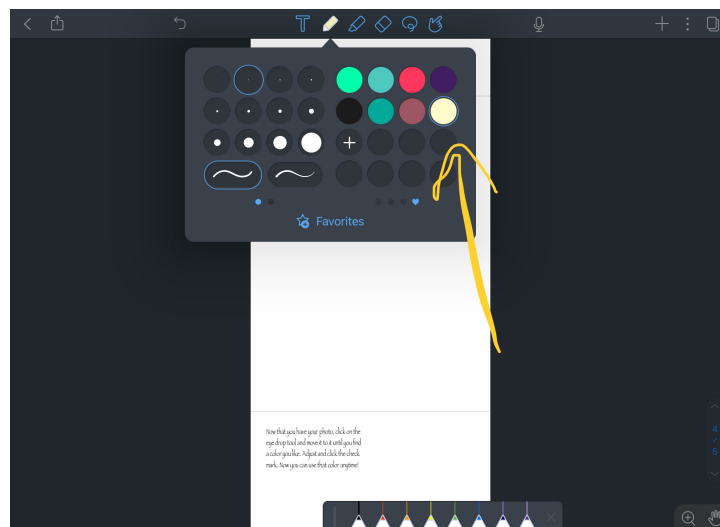 Favorites
Now that you have your photo, click on the
eye drop tool and move it to it until you find
a color you like. Adjust and click the check
mark. Now you can use that color anytime!
4
/
5